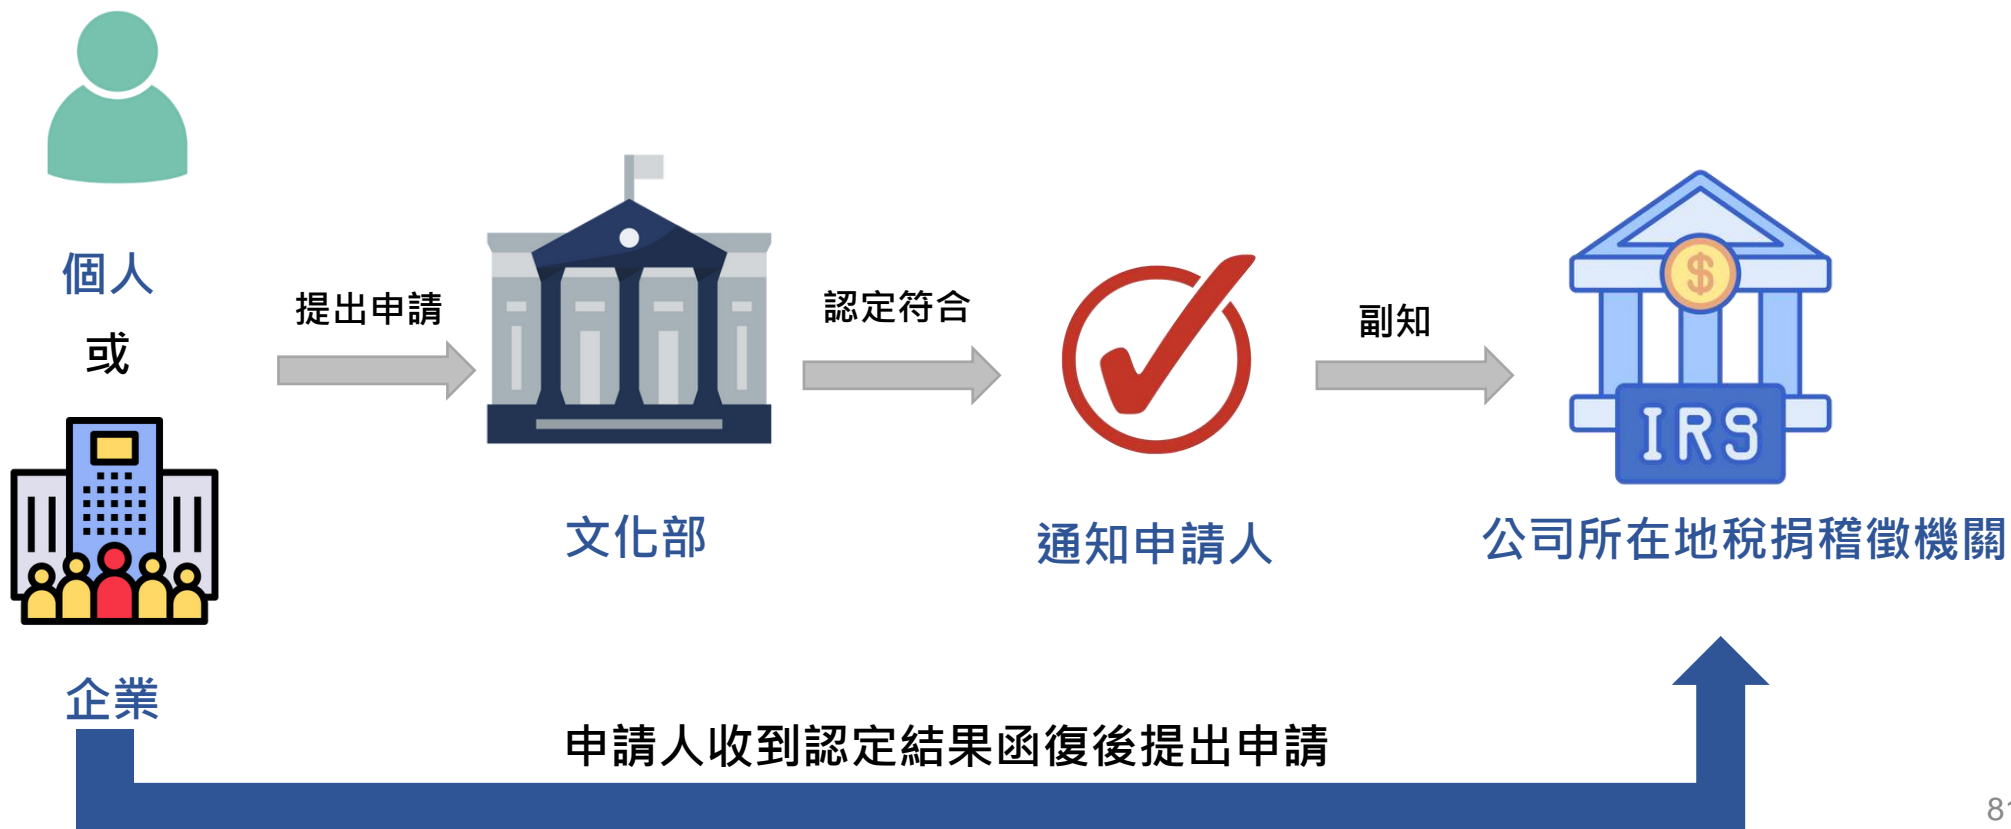 個人
或
企業
提出申請
文化部
認定符合
通知申請人
副知
IRS
公司所在地稅捐稽徵機關
申請人收到認定結果函復後提出申請
81